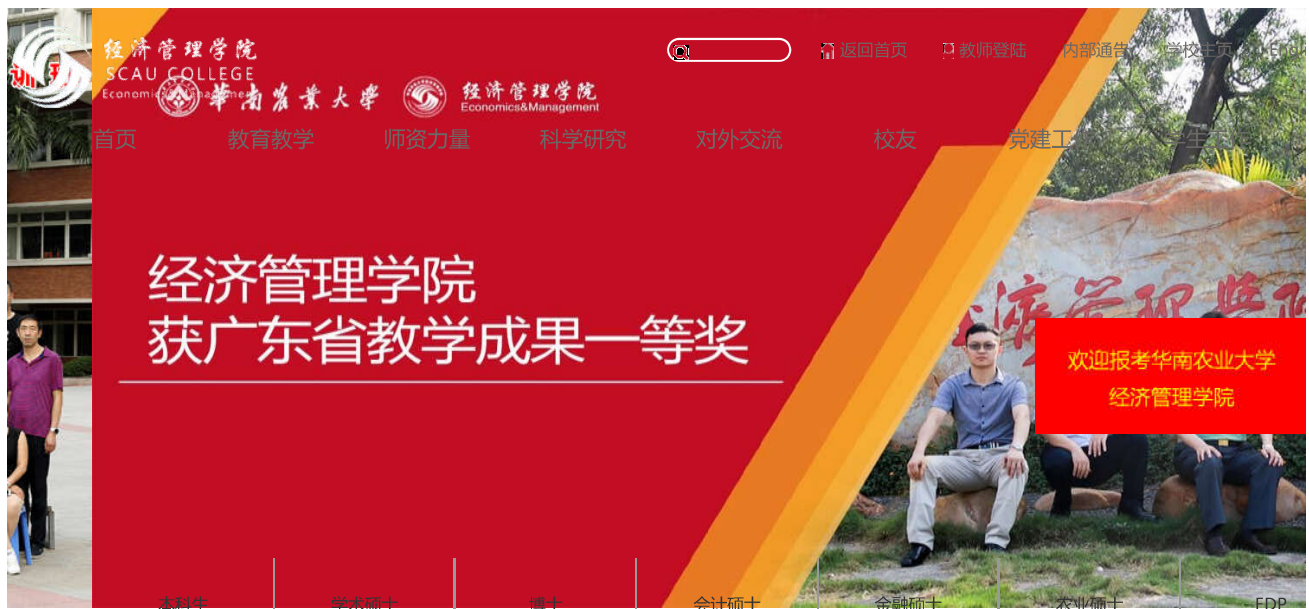 经济管理学院
SCAU COLLEGE
返回首页
教师登陆
内部通告
学校主页
华南农业大学
经济管理学院
Economics&Management
首页
教育教学
师资力量
科学研究
对外交流
校友
党建工
经济管理学院
获广东省教学成果一等奖
欢迎报考华南农业大学
经济管理学院
本科生
学术硕士
博士
会计硕士
金融硕士
农业硕士
EDP